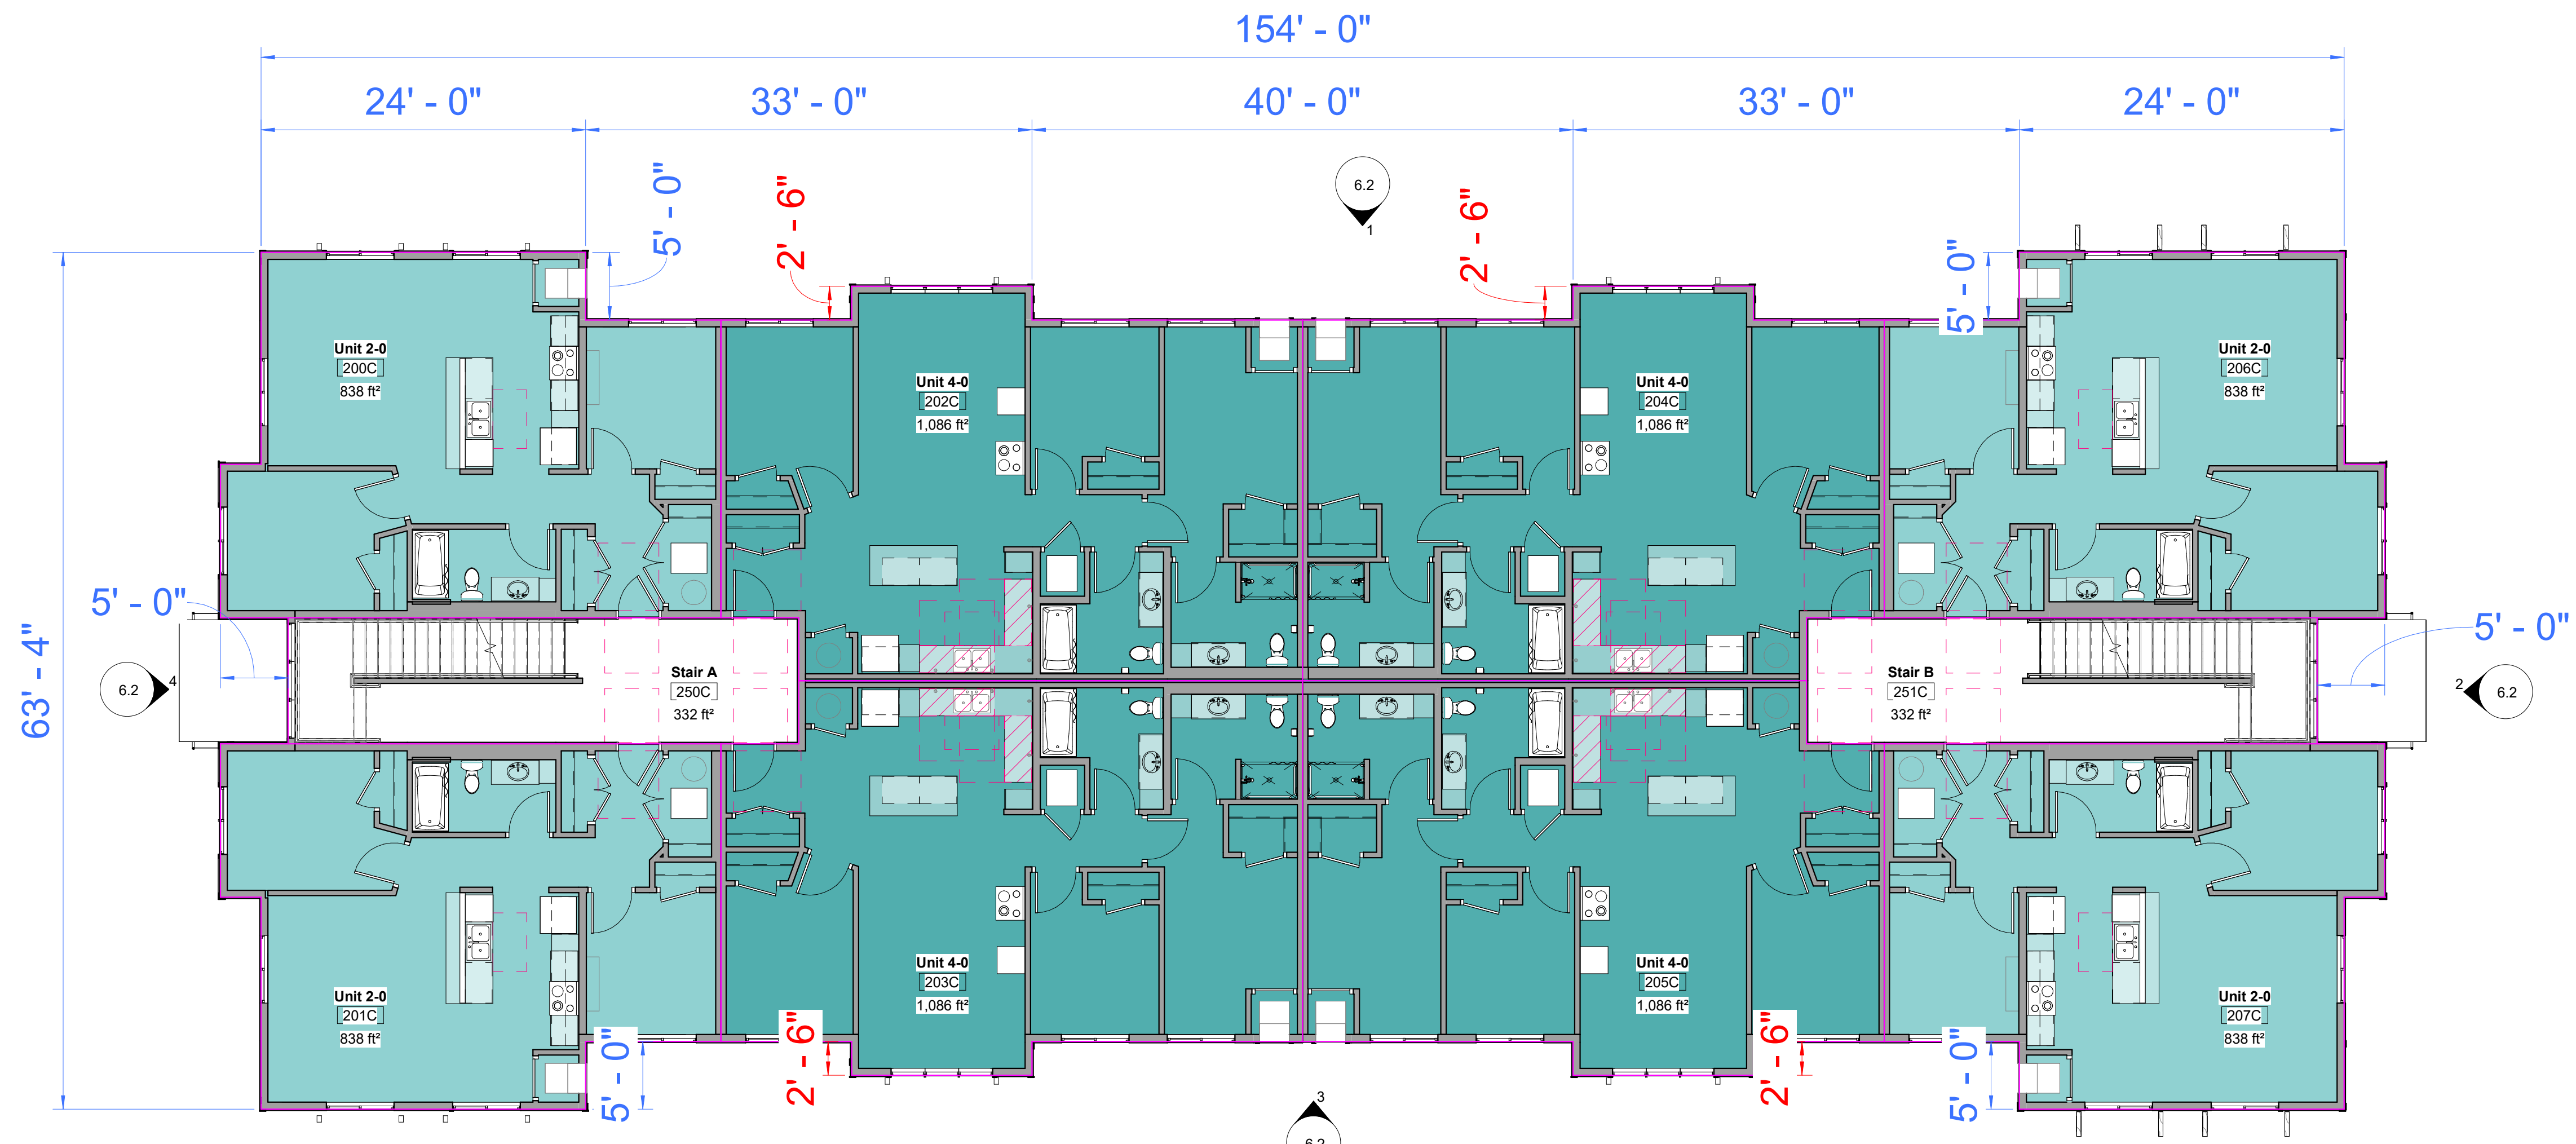 154' - 0"
24' - 0"
33' - 0"
40' - 0"
33' - 0"
24' - 0"
5' - 0"
2' - 6"
6.2
1
2' - 6"
5' - 0"
Unit 2-0
200C
838 ft²
Unit 4-0
202C
1,086 ft²
Unit 4-0
204C
1,086 ft²
Unit 2-0
206C
838 ft²
5' - 0"
63' - 4"
6.2
4
Stair A
250C
332 ft²
Stair B
251C
332 ft²
5' - 0"
2
6.2
Unit 2-0
201C
838 ft²
Unit 4-0
203C
1,086 ft²
Unit 4-0
205C
1,086 ft²
Unit 2-0
207C
838 ft²
5' - 0"
2' - 6"
2' - 6"
5' - 0"
3
6.2